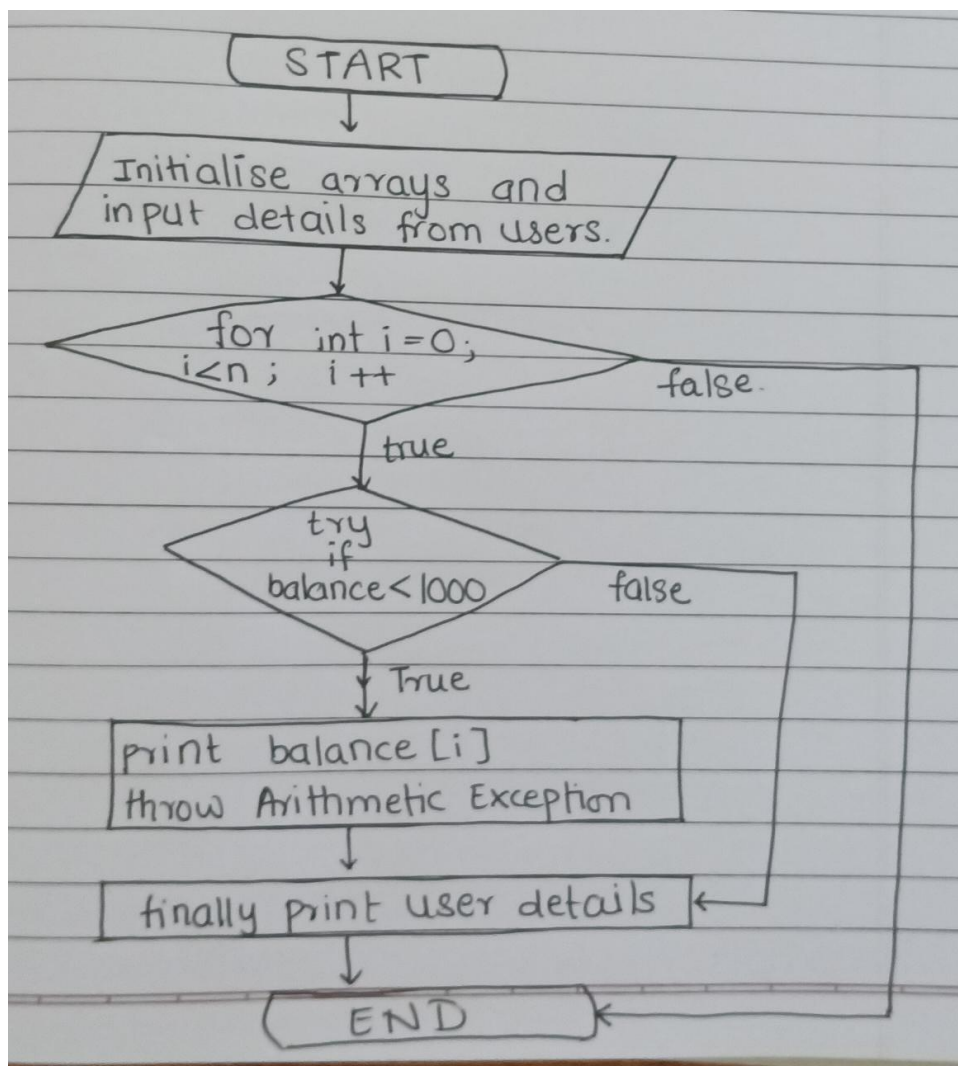 START
Initialise arrays and
input details from users.
for int i=0;
i<n; i++
false.
true
try
if
balance<1000
false
True
print balance [i]
throw Arithmetic Exception
finally print user details
END